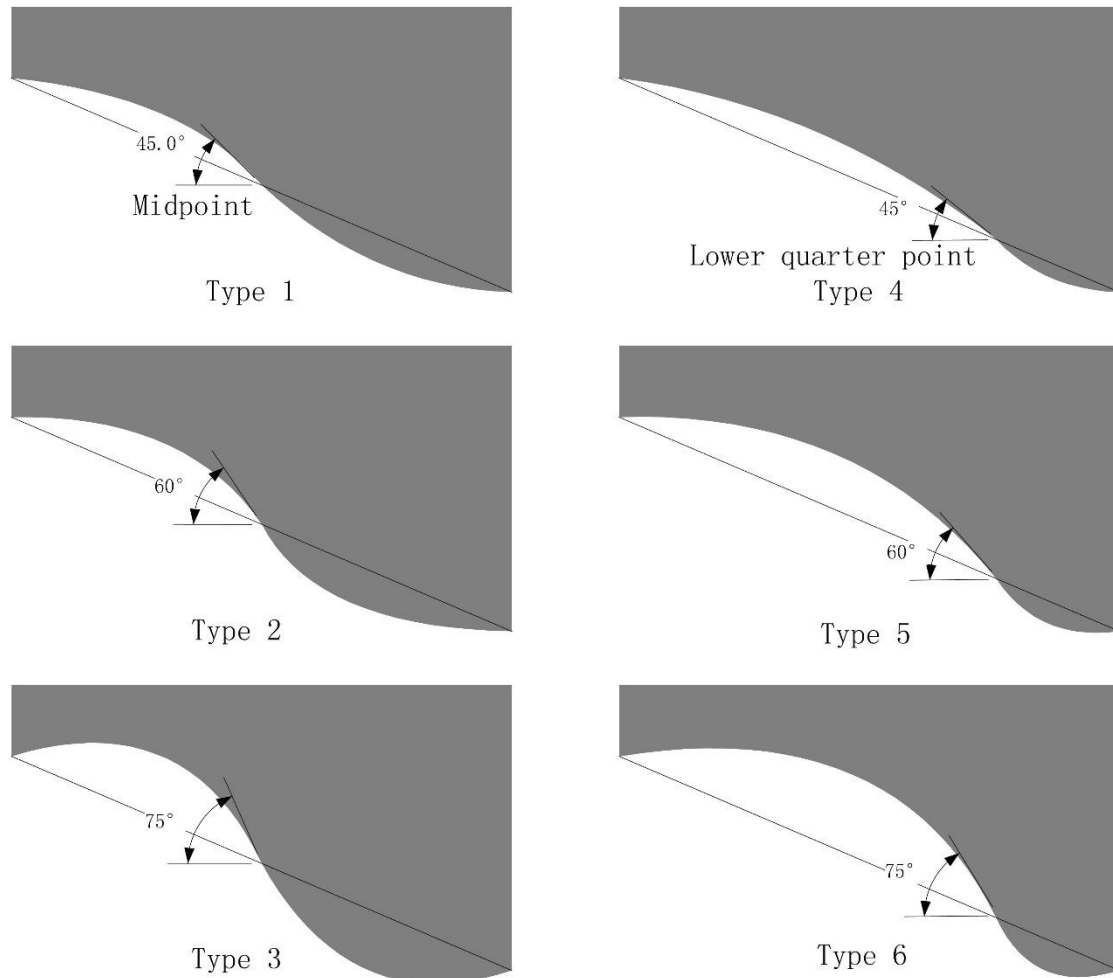 45.0°
Midpoint
Type 1
45°
Lower quarter point
Type 4
60°
Type 2
60°
Type 5
75°
Type 3
75°
Type 6